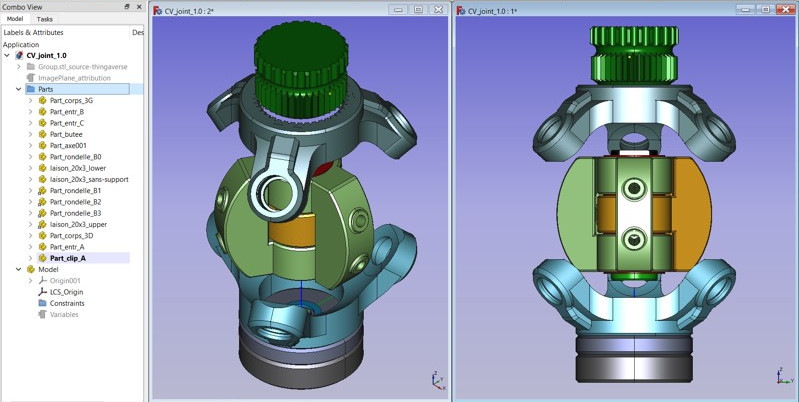 Combo View
Model
Tasks
Labels & Attributes
Des
Application
CV_joint_1.0
Group.stl_source-thingaverse
ImagePlane_attribution
Parts
Part_corps_3G
Part_entr_B
Part_entr_C
Part_butee
Part_axe001
Part_rondelle_B0
laison_20x3_lower
laison_20x3_sans-support
Part_rondelle_B1
Part_rondelle_B2
Part_rondelle_B3
laison_20x3_upper
Part_corps_3D
Part_entr_A
Part_clip_A
Model
Origin001
LCS_Origin
Constraints
Variables
CV_joint_1.0 : 2*
CV_joint_1.0 : 1*